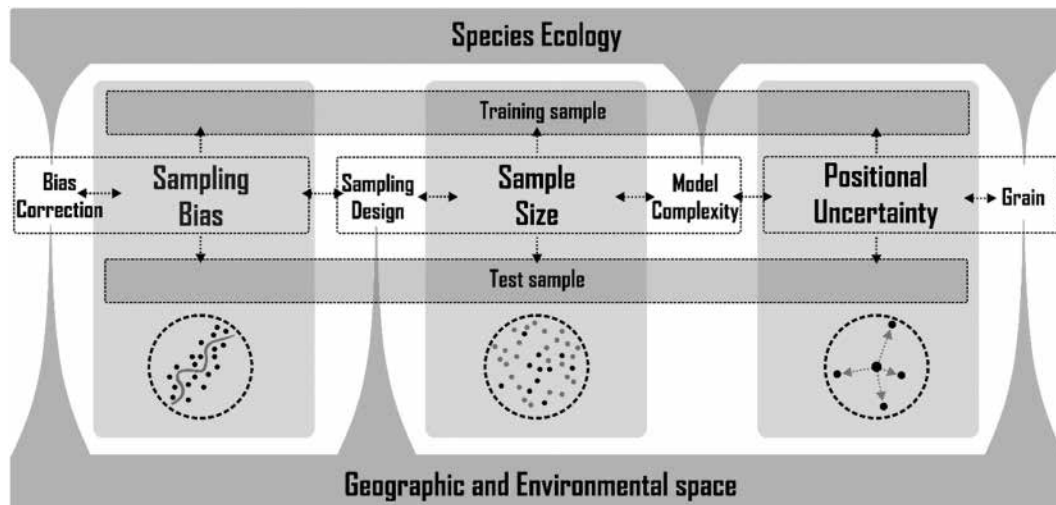 Species Ecology
Training sample
Bias
Correction
Sampling
Bias
Sampling
Design
Sample
Size
Model
Complexity
Positional
Uncertainty
Grain
Test sample
Geographic and Environmental space